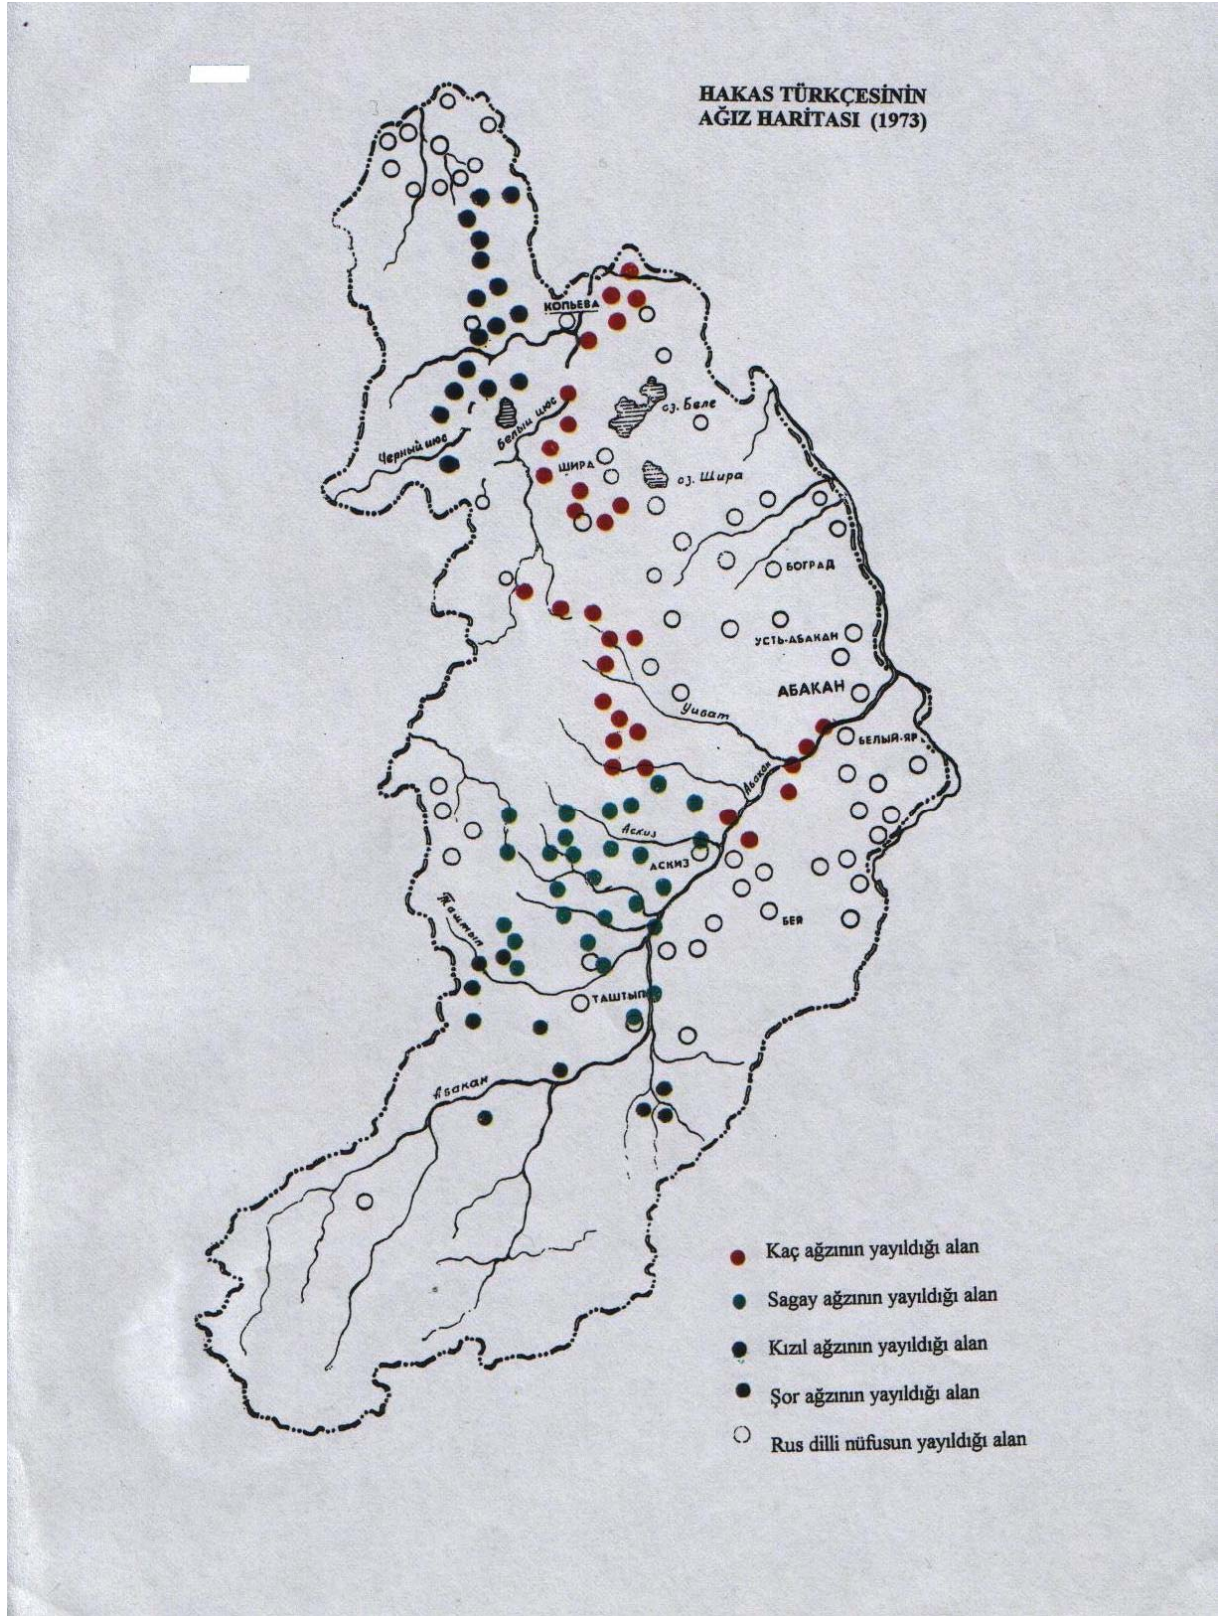 HAKAS TÜRKÇESİNİN
AĞIZ HARİTASI (1973)
КОПЬЕВА
оз. Беле
Белый июс
Черный июс
ШИРА
оз. Шира
БОГРАД
УСТЬ-АБАКАН
АБАКАН
Уйбат
БЕЛЫЙ-ЯР
Абакан
Аскиз
АСКИЗ
Таштып
БЕЯ
ТАШТЫП
Абакан
Kaç ağzının yayıldığı alan
Sagay ağzının yayıldığı alan
Kızıl ağzının yayıldığı alan
Şor ağzının yayıldığı alan
Rus dilli nüfusun yayıldığı alan